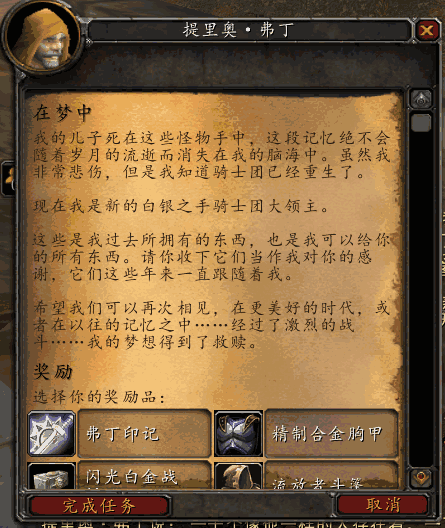 提里奥·弗丁
在梦中
我的儿子死在这些怪物手中，这段记忆绝不会
随着岁月的流逝而消失在我的脑海中。虽然我
非常悲伤，但是我知道骑士团已经重生了。
现在我是新的白银之手骑士团大领主。
这些是我过去所拥有的东西，也是我可以给你
的所有东西。请你收下它们当作我对你的感
谢，它们这些年来一直跟随着我。
希望我们可以再次相见，在更美好的时代，或
者在以往的记忆之中……经过了激烈的战
斗……我的梦想得到了救赎。
奖励
选择你的奖励品：
弗丁印记
精制合金胸甲
闪光白金战
流放者斗篷
完成任务
取消